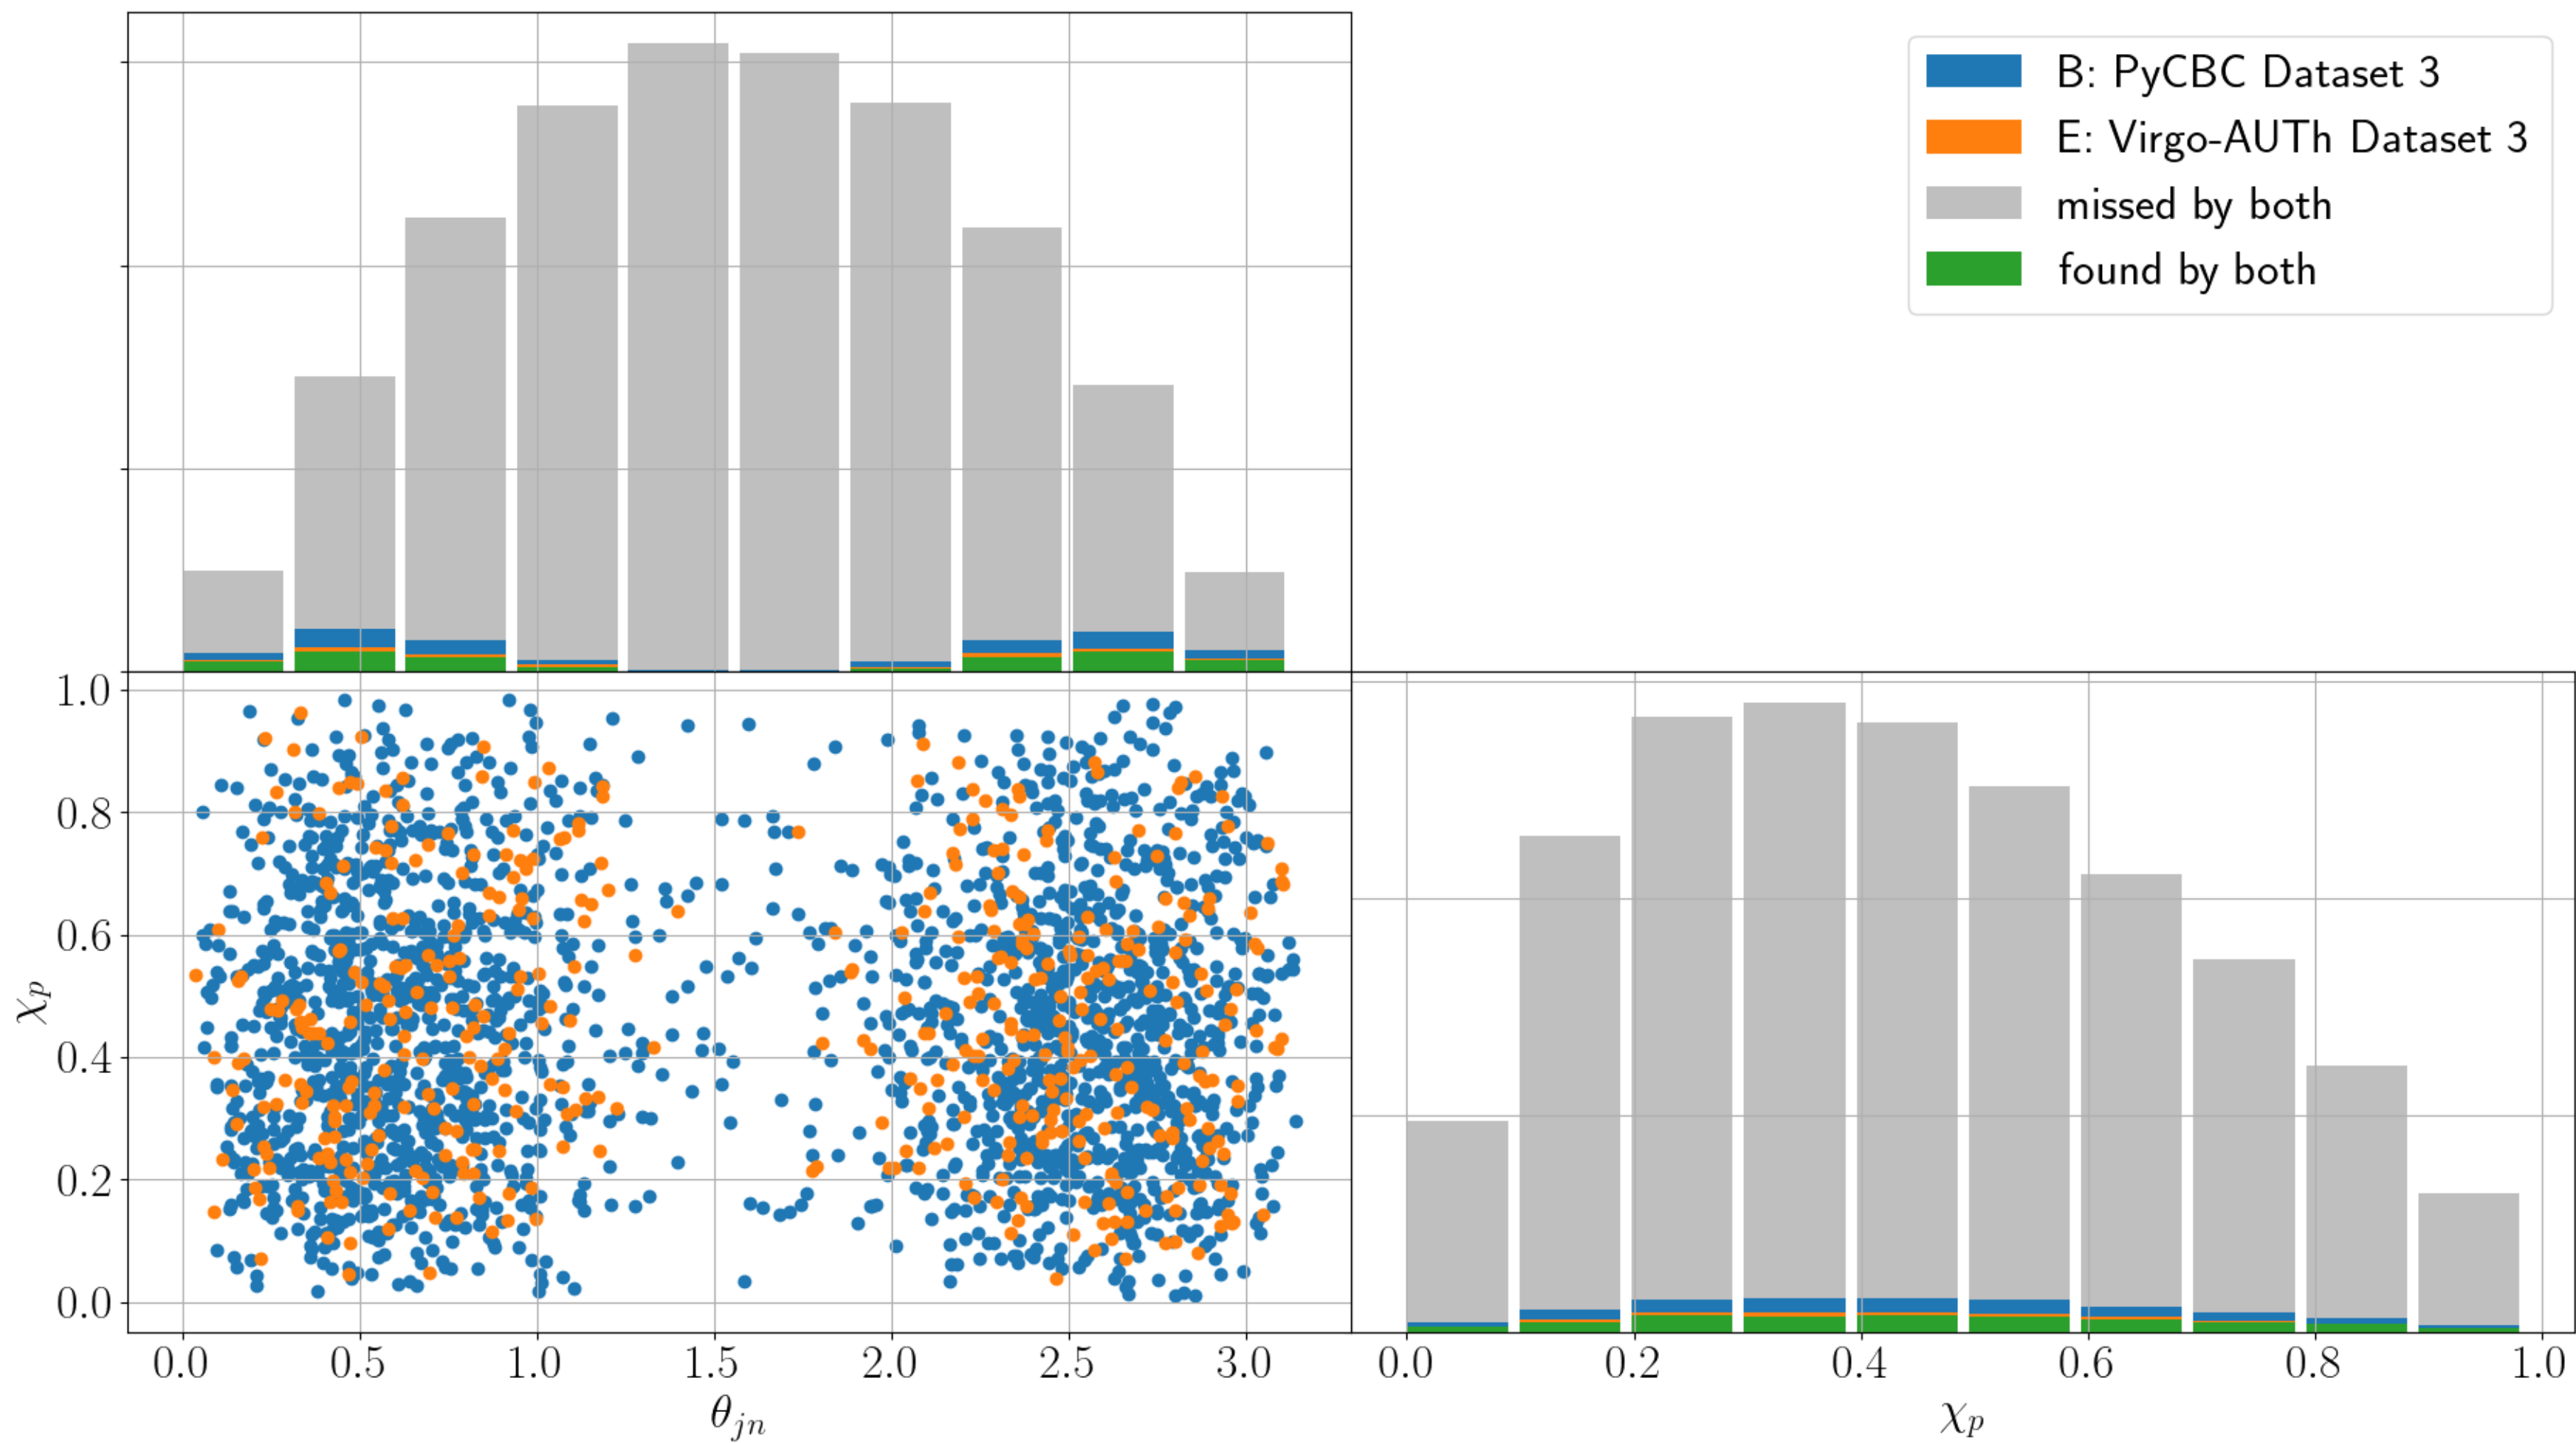 B: PyCBC Dataset 3
E: Virgo-AUTh Dataset 3
missed by both
found by both
1.0
0.8
0.6
0.4
0.2
0.0
χp
0.0 0.5 1.0 1.5 2.0 2.5 3.0
θjn
0.0 0.2 0.4 0.6 0.8 1.0
χp